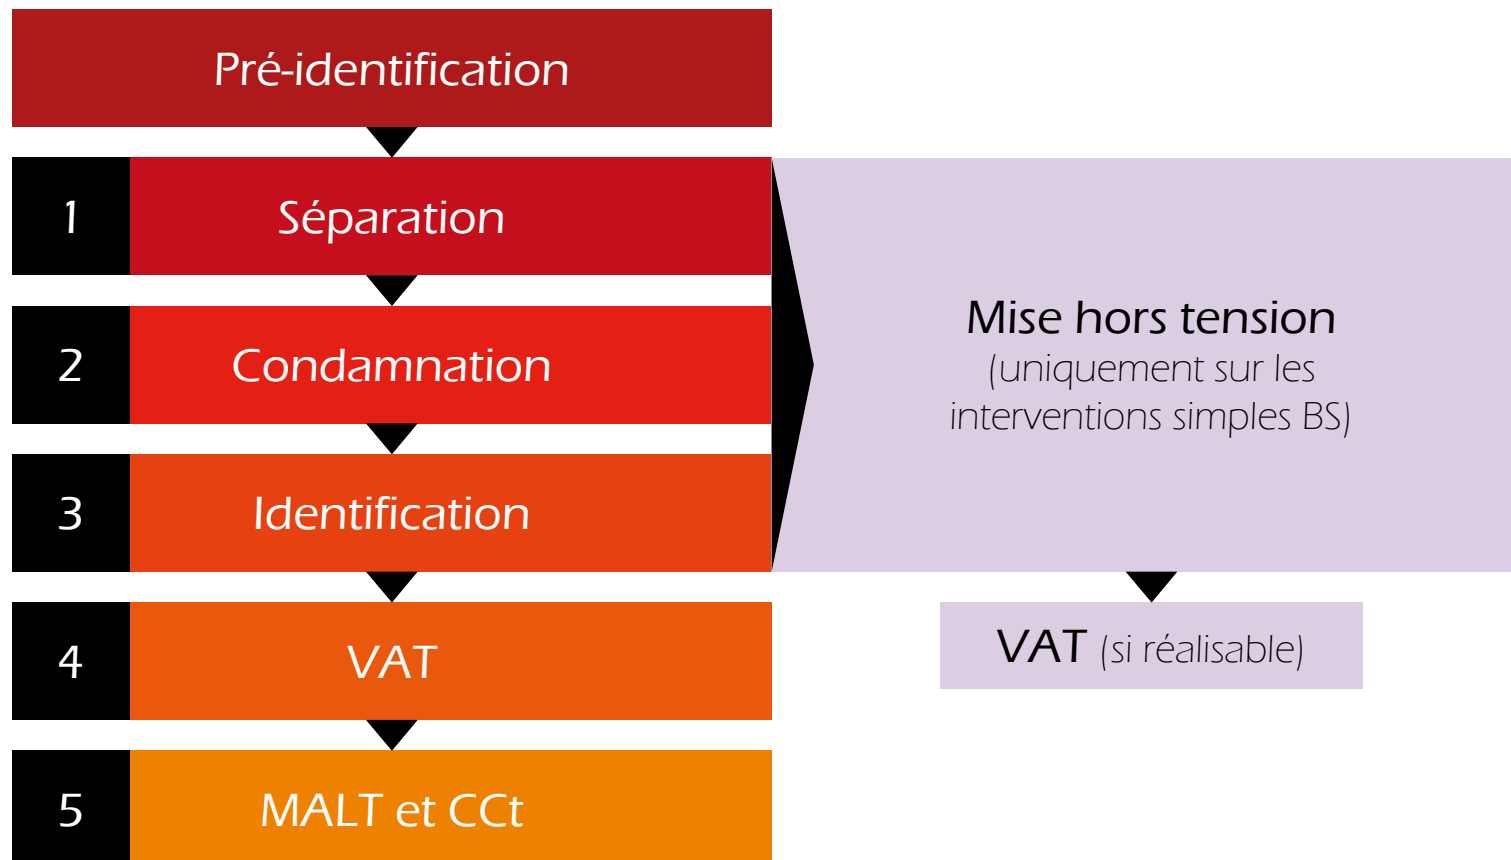 Pré-identification
1 Séparation
2 Condamnation
3 Identification
4 VAT
5 MALT et CCt
Mise hors tension
(uniquement sur les
interventions simples BS)
VAT (si réalisable)